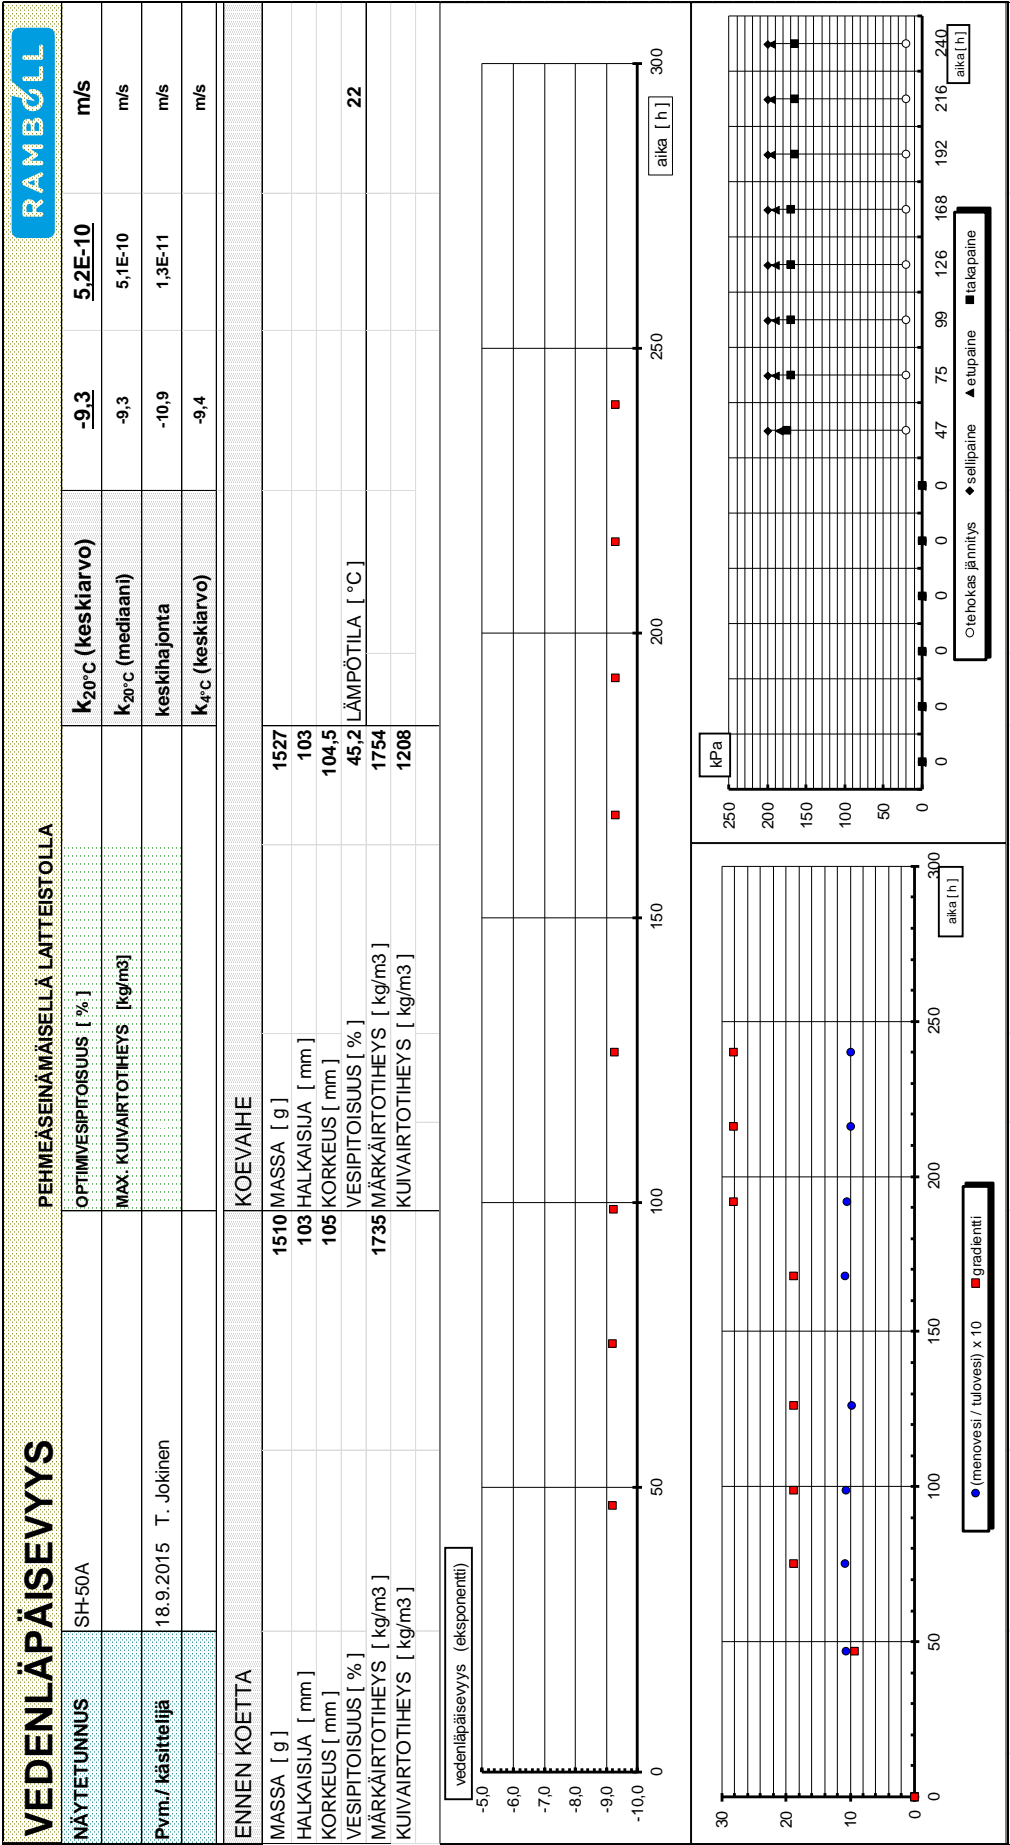 VEDENLÄPÄISEVYYS PEHMEÄSEINÄMÄISELLÄ LAITTEISTOLLA RAMBOLL
NÄYTETUNNUS SH-50A OPTIMIVESIPITOISUUS [ % ] k20°C (keskiarvo) -9,3 5,2E-10 m/s
MAX. KUIVAIRTOTIHEYS [kg/m3] k20°C (mediaani) -9,3 5,1E-10 m/s
Pvm./ käsittelijä 18.9.2015 T. Jokinen keskihajonta -10,9 1,3E-11 m/s
k4°C (keskiarvo) -9,4 m/s
ENNEN KOETTA KOEVAIHE
MASSA [ g ] 1510 MASSA [ g ] 1527
HALKAISIJA [ mm ] 103 HALKAISIJA [ mm ] 103
KORKEUS [ mm ] 105 KORKEUS [ mm ] 104,5
VESIPITOISUUS [ % ] VESIPITOISUUS [ % ] 45,2 LÄMPÖTILA [ °C ] 22
MÄRKÄIRTOTIHEYS [ kg/m3 ] 1735 MÄRKÄIRTOTIHEYS [ kg/m3 ] 1754
KUIVAIRTOTIHEYS [ kg/m3 ] KUIVAIRTOTIHEYS [ kg/m3 ] 1208
vedenläpäisevyys (eksponentti)
-5,0
-6,0
-7,0
-8,0
-9,0
-10,0
0 50 100 150 200 250 300
aika [ h ]
30
20
10
0
0 50 100 150 200 250 300
aika [ h ]
(menovesi / tulovesi) x 10 gradientti
kPa
250
200
150
100
50
0
0 0 0 0 0 0 47 75 99 126 168 192 216 240
aika [ h ]
tehokas jännitys sellipaine etupaine takapaine